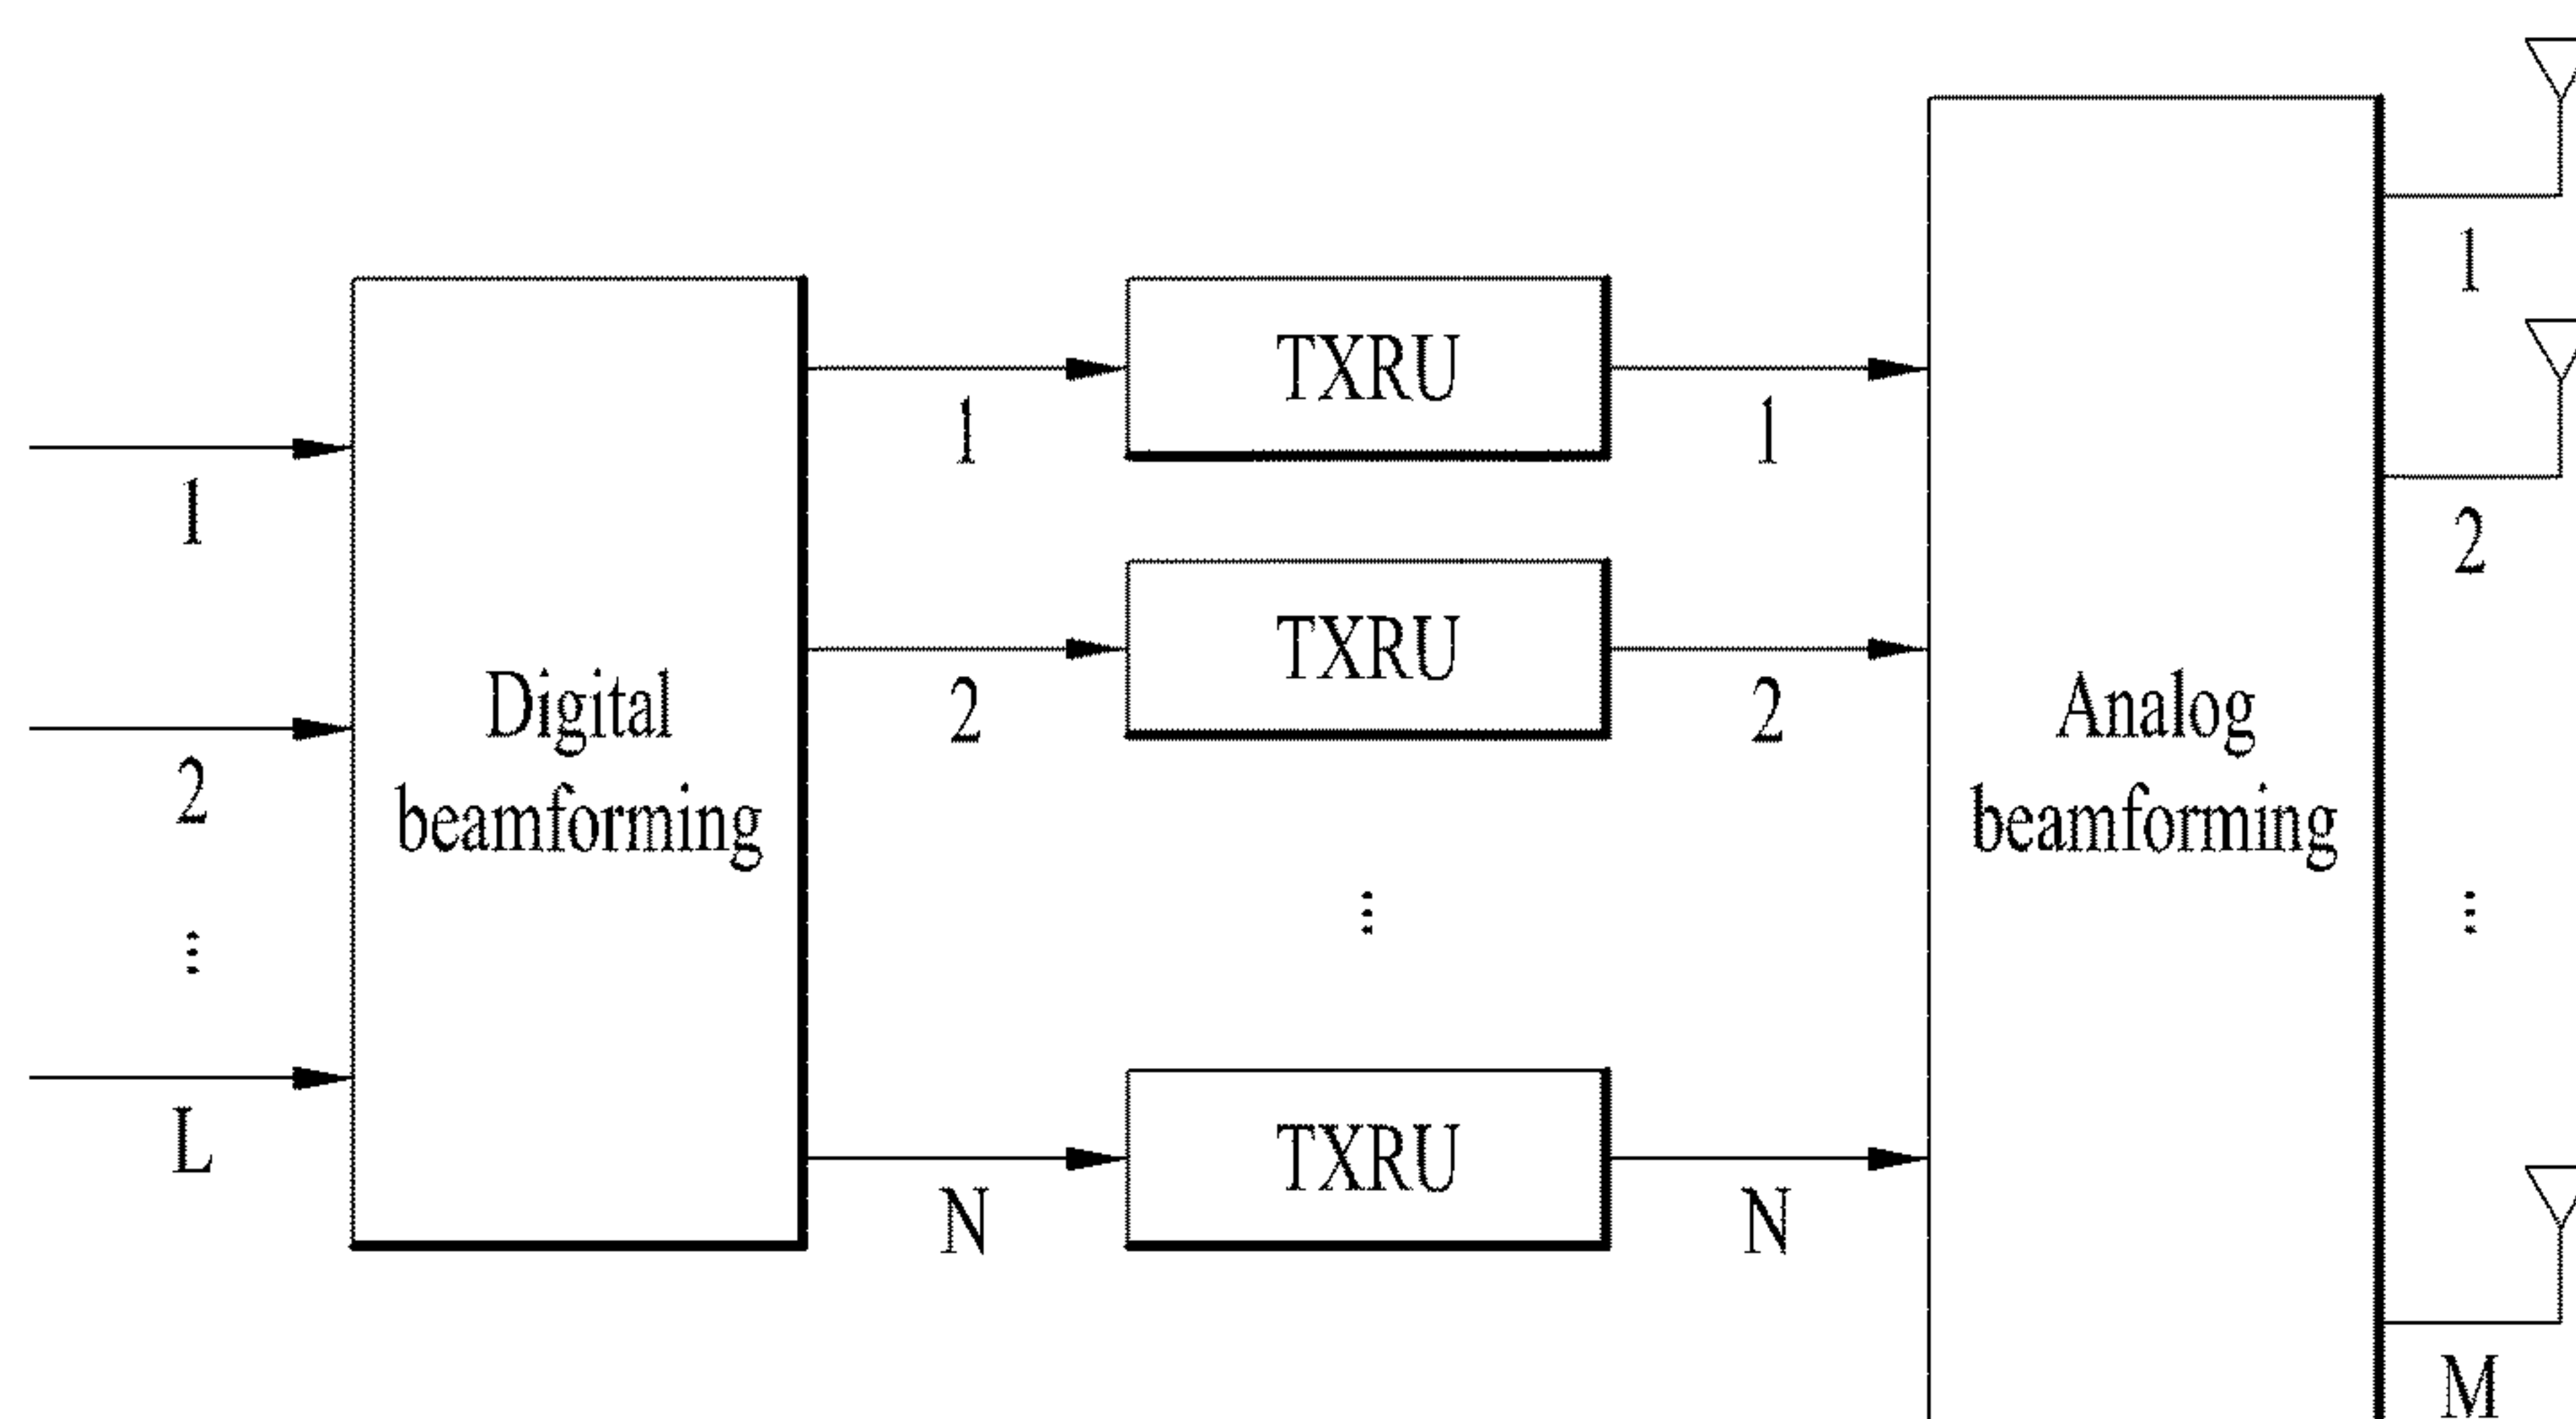 1
2
⋮
L
Digital
beamforming
1
2
N
TXRU
TXRU
⋮
TXRU
1
2
N
Analog
beamforming
1
2
⋮
M